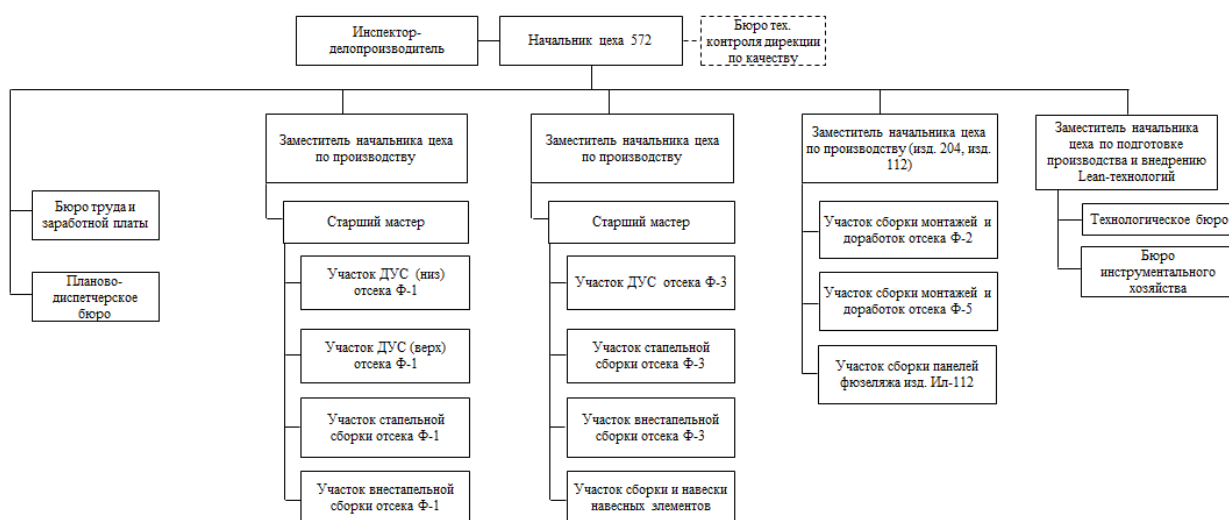 Инспектор-
делопроизводитель
Начальник цеха 572
Бюро тех.
контроля дирекции
по качеству
Бюро труда и
заработной платы
Планово-
диспетчерское
бюро
Заместитель начальника цеха
по производству
Старший мастер
Участок ДУС (низ)
отсека Ф-1
Участок ДУС (верх)
отсека Ф-1
Участок стапельной
сборки отсека Ф-1
Участок внестапельной
сборки отсека Ф-1
Заместитель начальника цеха
по производству
Старший мастер
Участок ДУС отсека Ф-3
Участок стапельной
сборки отсека Ф-3
Участок внестапельной
сборки отсека Ф-3
Участок сборки и навески
навесных элементов
Заместитель начальника цеха
по производству (изд. 204, изд.
112)
Участок сборки монтажей и
доработок отсека Ф-2
Участок сборки монтажей и
доработок отсека Ф-5
Участок сборки панелей
фюзеляжа изд. Ил-112
Заместитель начальника
цеха по подготовке
производства и внедрению
Lean-технологий
Технологическое бюро
Бюро
инструментального
хозяйства